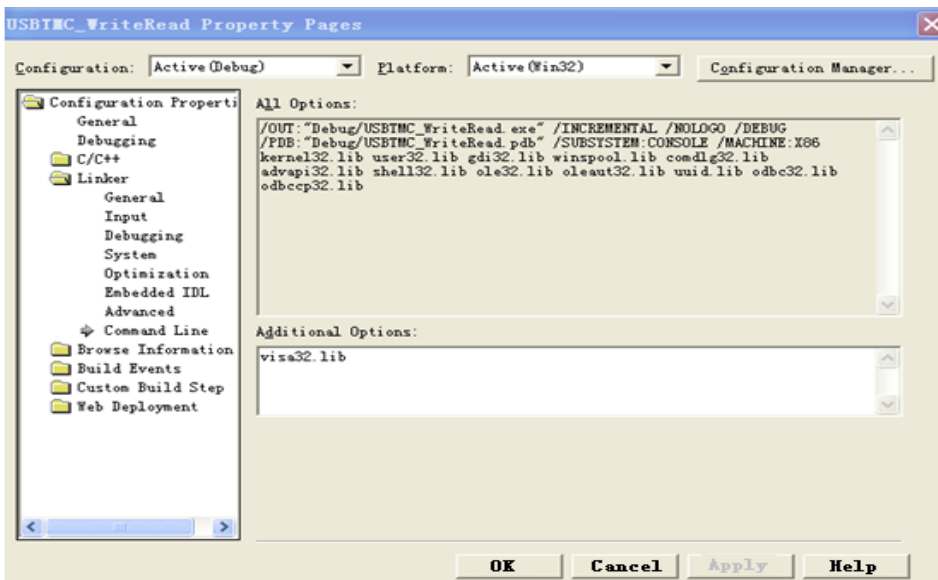 USBTMC_WriteRead Property Pages
Configuration: Active(Debug) Platform: Active(Win32) Configuration Manager...
Configuration Properti
General
Debugging
C/C++
Linker
General
Input
Debugging
System
Optimization
Embedded IDL
Advanced
Command Line
Browse Information
Build Events
Custom Build Step
Web Deployment
All Options:
/OUT:"Debug/USBTMC_WriteRead.exe" /INCREMENTAL /NOLOGO /DEBUG
/PDB:"Debug/USBTMC_WriteRead.pdb" /SUBSYSTEM:CONSOLE /MACHINE:X86
kernel32.lib user32.lib gdi32.lib winspool.lib comdlg32.lib
advapi32.lib shell32.lib ole32.lib oleaut32.lib uuid.lib odbc32.lib
odbccp32.lib
Additional Options:
visa32.lib
OK Cancel Apply Help